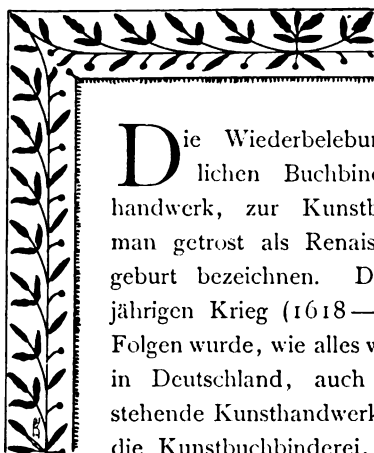 Die Wiederbelebun
lichen Buchbind
handwerk, zur Kunstb
man getrost als Renais
geburt bezeichnen. D
jährigen Krieg (1618—
Folgen wurde, wie alles w
in Deutschland, auch
stehende Kunsthandwerk
die Kunstbuchbinderei.